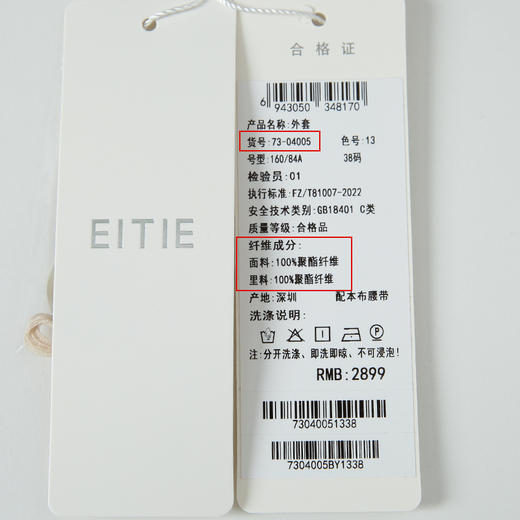 EITIE
合格证
6 943050 348170
产品名称:外套
货号:73-04005 色号:13
号型:160/84A 38码
检验员:01
执行标准:FZ/T81007-2022
安全技术类别:GB18401 C类
质量等级:合格品
纤维成分:
面料:100%聚酯纤维
里料:100%聚酯纤维
产地:深圳 配本布腰带
洗涤说明:
P
注:分开洗涤、即洗即晾、不可浸泡!
RMB:2899
73040051338
7304005BY1338